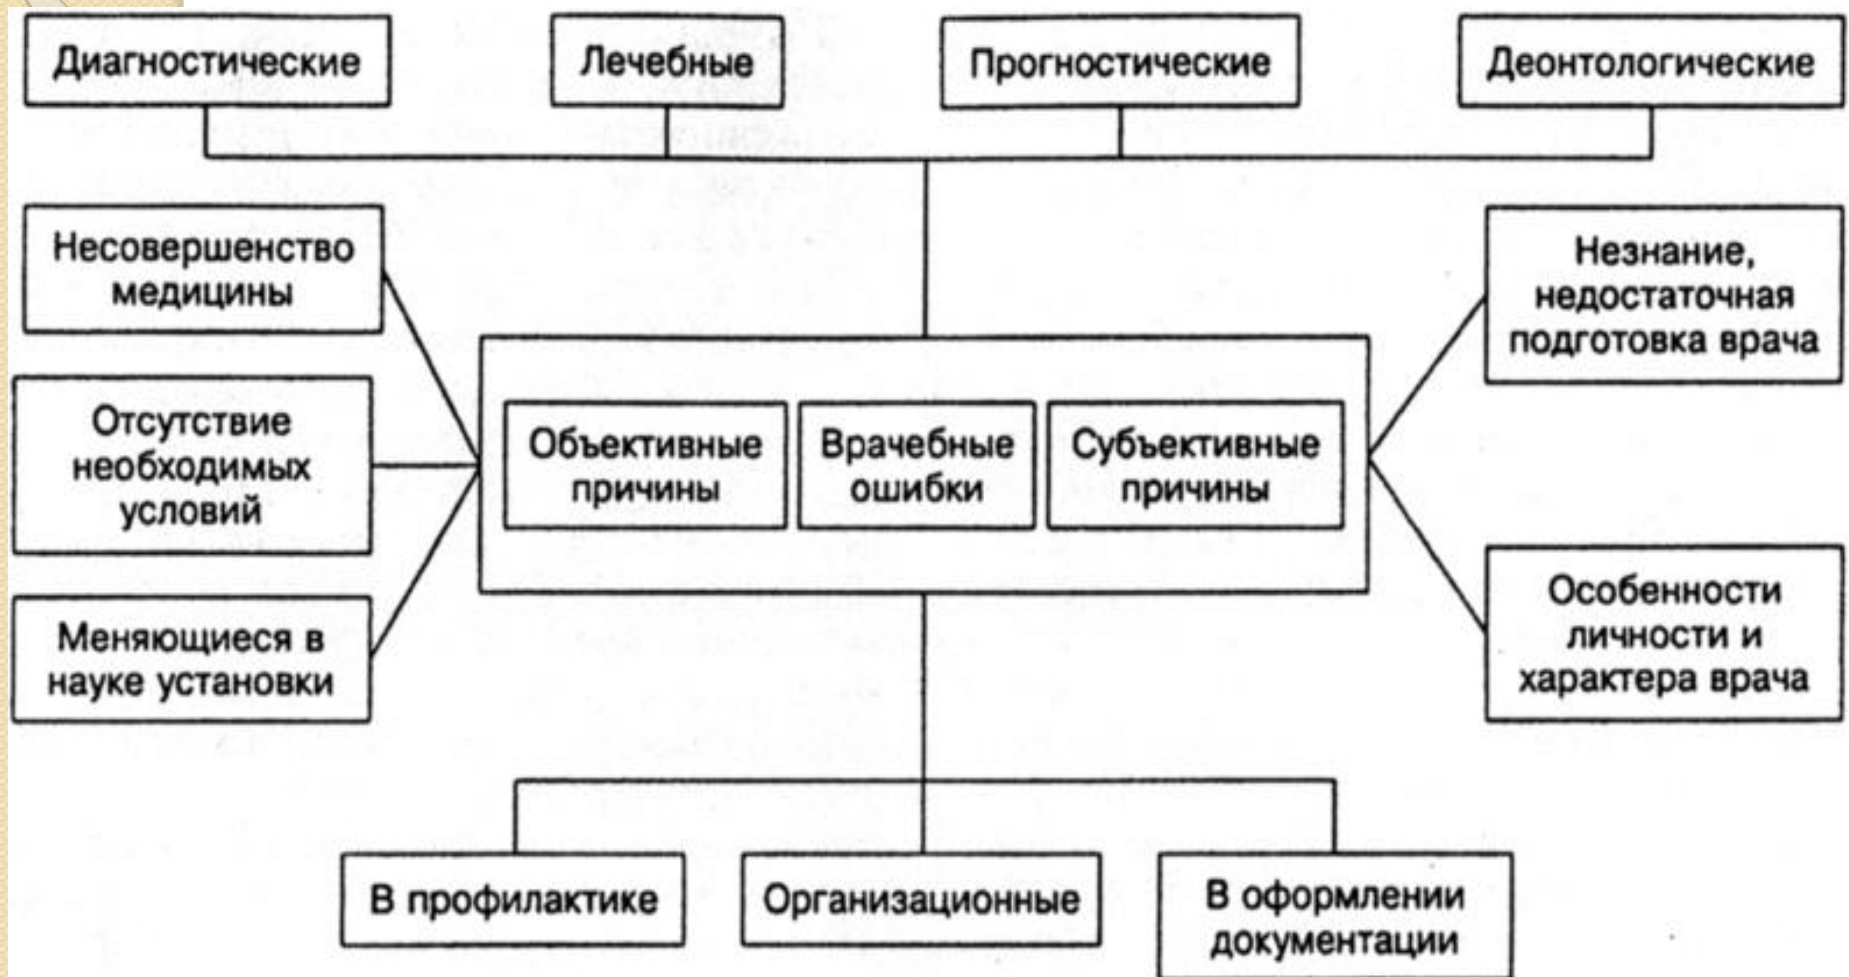 Диагностические
Лечебные
Прогностические
Деонтологические
Несовершенство
медицины
Отсутствие
необходимых
условий
Меняющиеся в
науке установки
Объективные
причины
Врачебные
ошибки
Субъективные
причины
Незнание,
недостаточная
подготовка врача
Особенности
личности и
характера врача
В профилактике
Организационные
В оформлении
документации